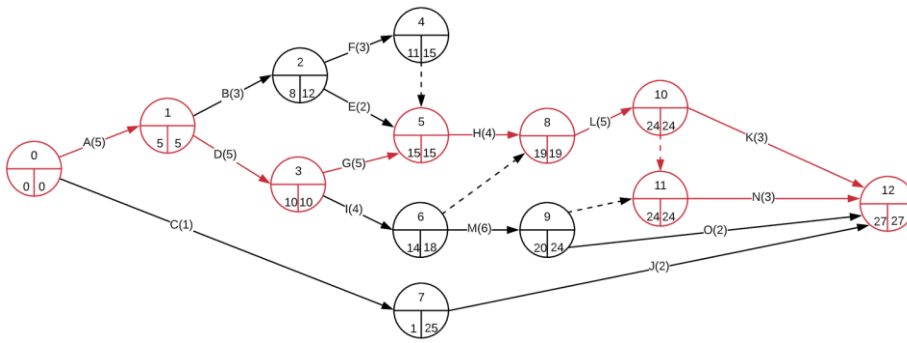 4
F(3)
11 15
2
B(3)
8 12
E(2)
10
L(5)
24 24
K(3)
1
5 5
A(5)
5
H(4)
15 15
8
19 19
D(5)
G(5)
0
0 0
3
10 10
I(4)
11
24 24
N(3)
12
27 27
6
14 18
M(6)
9
20 24
O(2)
C(1)
J(2)
7
1 25